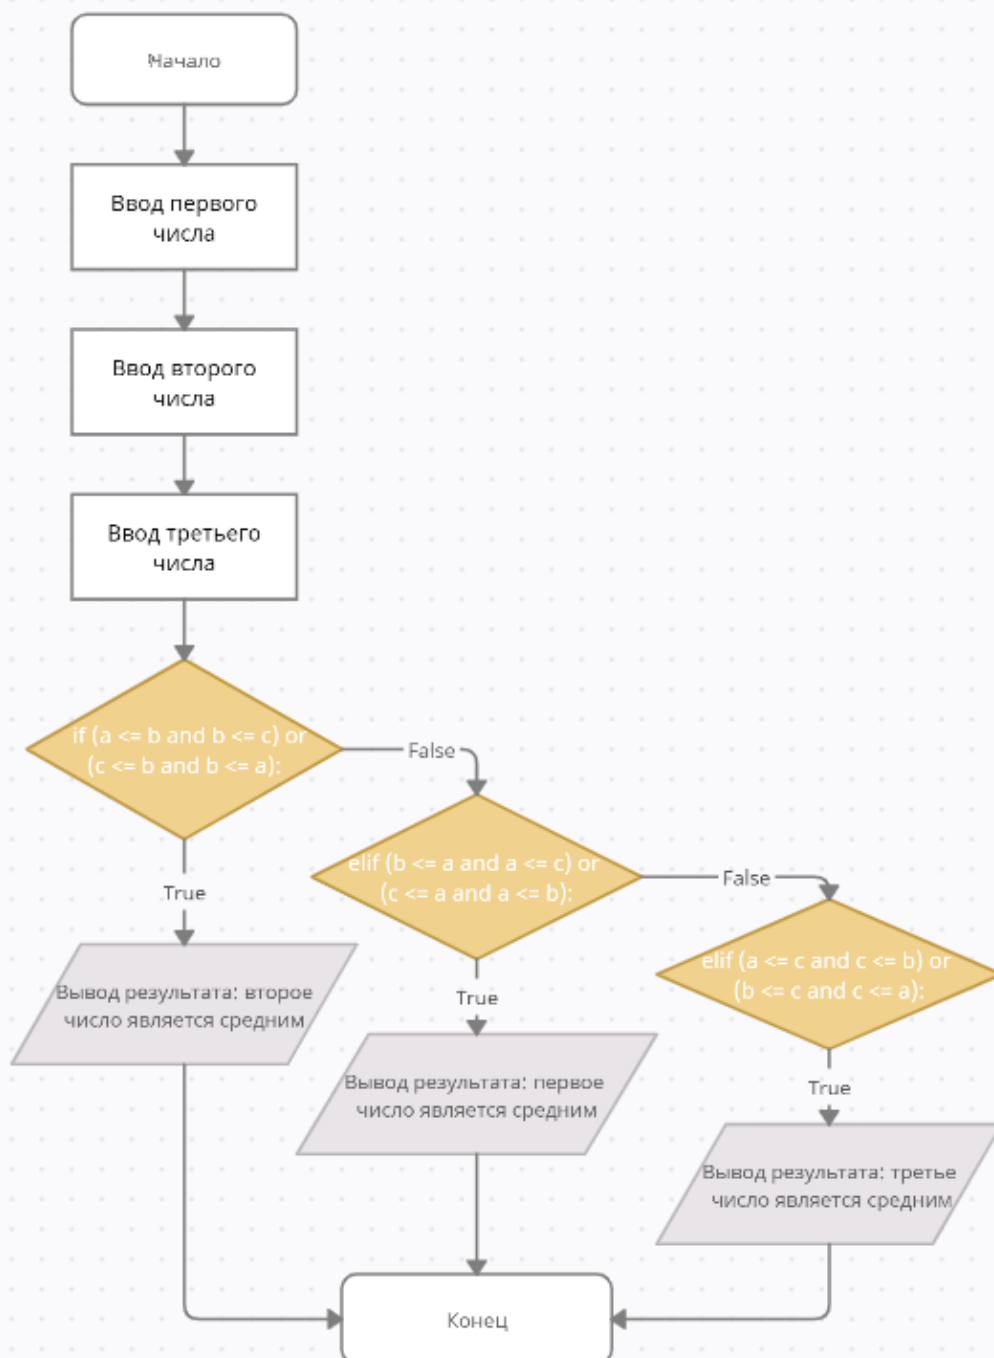 Начало
Ввод первого
числа
Ввод второго
числа
Ввод третьего
числа
if (a <= b and b <= c) or
(c <= b and b <= a):
False
elif (b <= a and a <= c) or
(c <= a and a <= b):
False
elif (a <= c and c <= b) or
(b <= c and c <= a):
True
Вывод результата: второе
число является средним
True
Вывод результата: первое
число является средним
True
Вывод результата: третье
число является средним
Конец